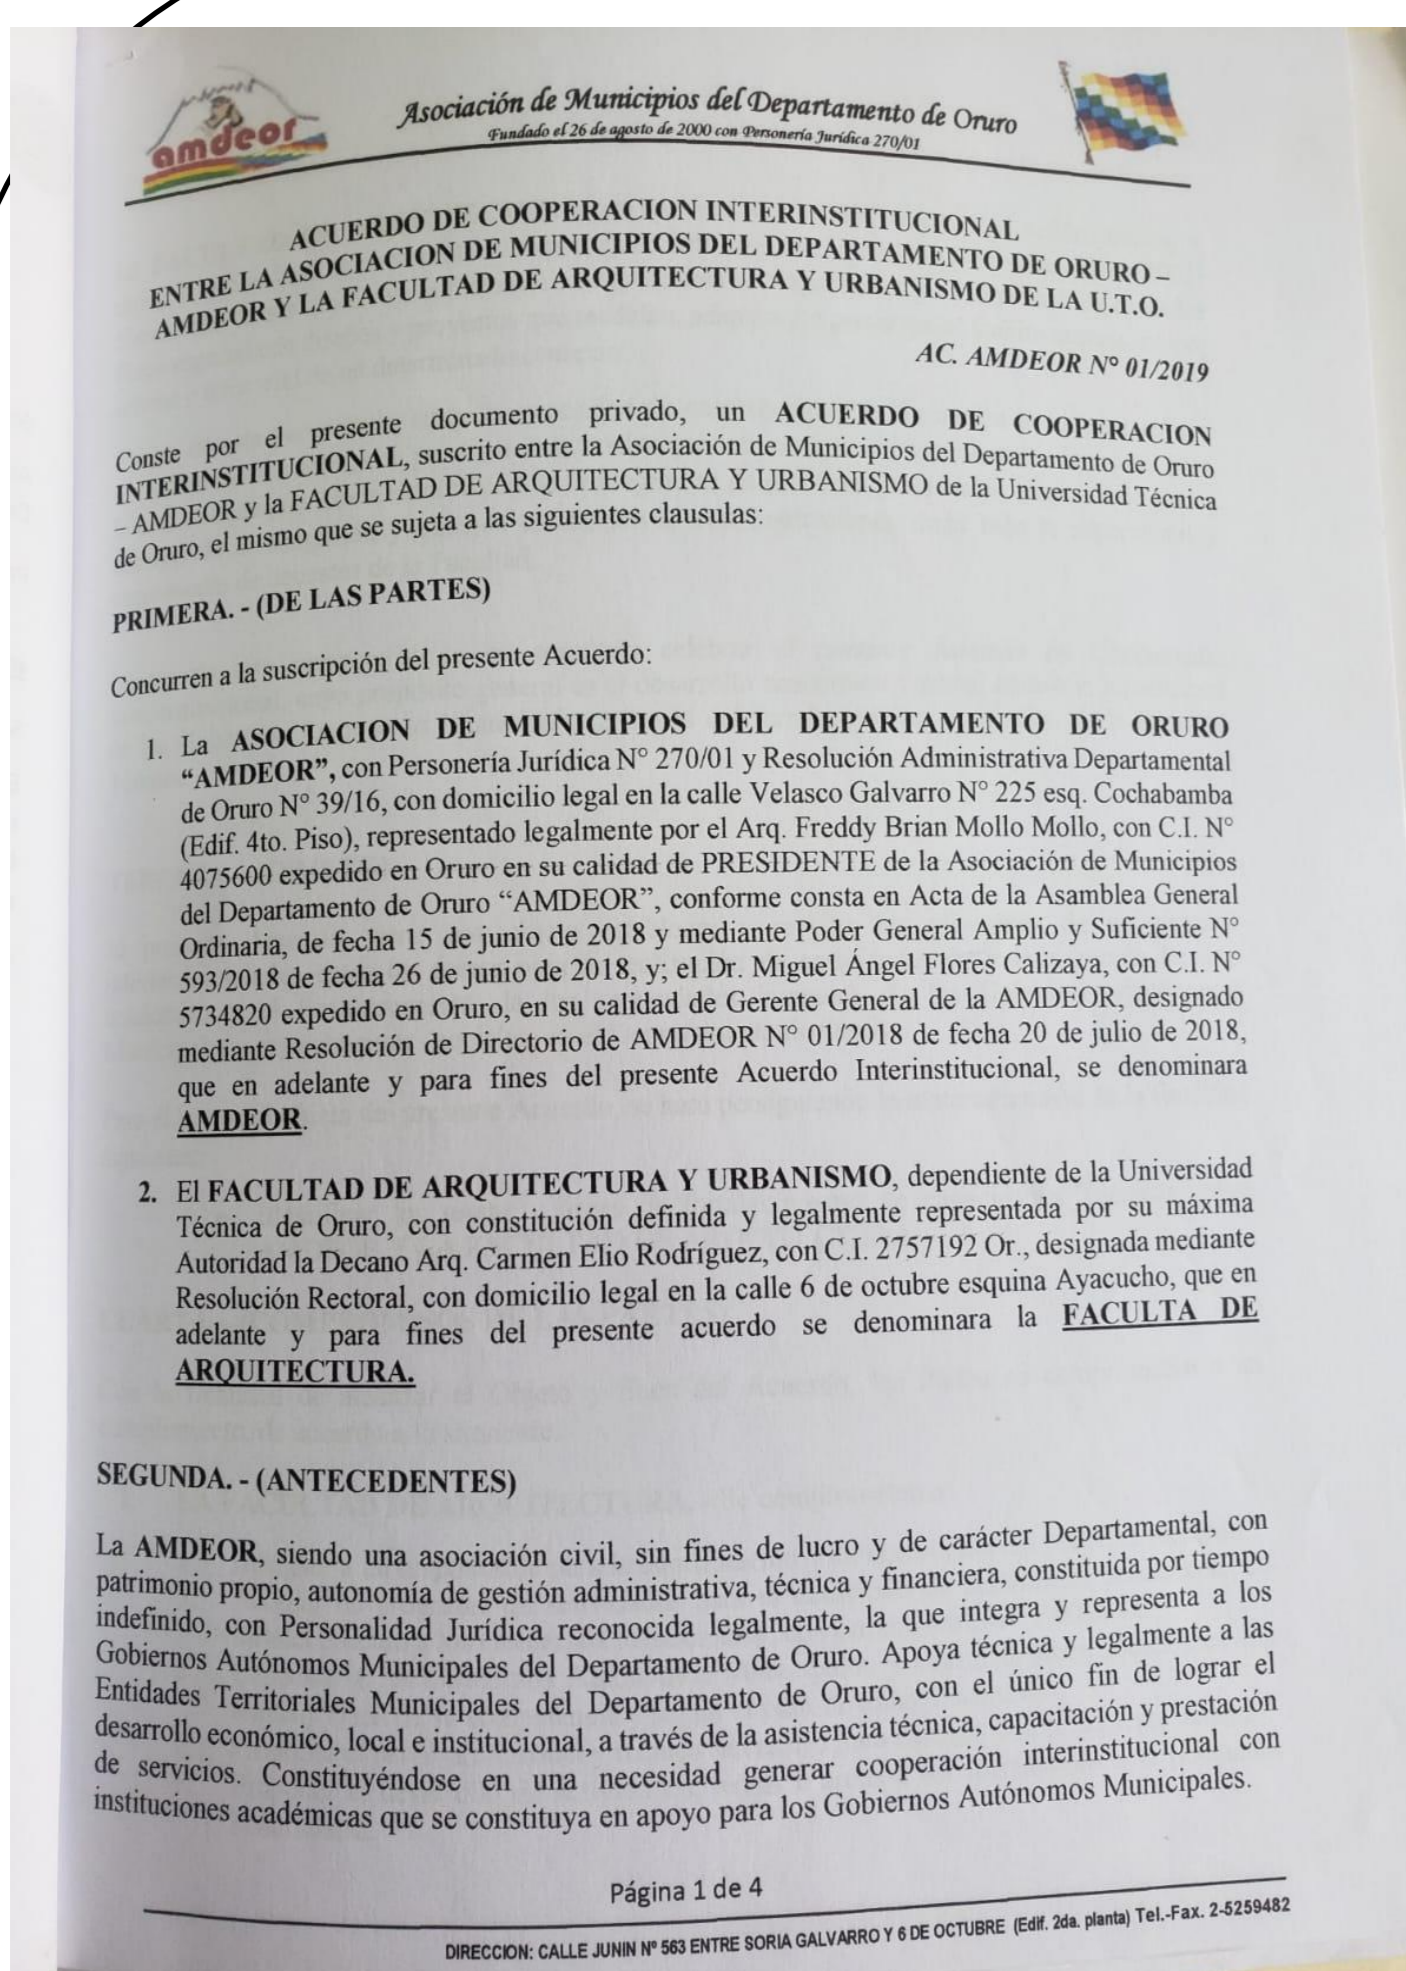 amdeor
Asociación de Municipios del Departamento de Oruro
Fundado el 26 de agosto de 2000 con Personería Jurídica 270/01
ACUERDO DE COOPERACION INTERINSTITUCIONAL
ENTRE LA ASOCIACION DE MUNICIPIOS DEL DEPARTAMENTO DE ORURO –
AMDEOR Y LA FACULTAD DE ARQUITECTURA Y URBANISMO DE LA U.T.O.
AC. AMDEOR Nº 01/2019
Conste por el presente documento privado, un ACUERDO DE COOPERACION
INTERINSTITUCIONAL, suscrito entre la Asociación de Municipios del Departamento de Oruro
– AMDEOR y la FACULTAD DE ARQUITECTURA Y URBANISMO de la Universidad Técnica
de Oruro, el mismo que se sujeta a las siguientes clausulas:
PRIMERA. - (DE LAS PARTES)
Concurren a la suscripción del presente Acuerdo:
1. La ASOCIACION DE MUNICIPIOS DEL DEPARTAMENTO DE ORURO
“AMDEOR”, con Personería Jurídica N° 270/01 y Resolución Administrativa Departamental
de Oruro N° 39/16, con domicilio legal en la calle Velasco Galvarro N° 225 esq. Cochabamba
(Edif. 4to. Piso), representado legalmente por el Arq. Freddy Brian Mollo Mollo, con C.I. N°
4075600 expedido en Oruro en su calidad de PRESIDENTE de la Asociación de Municipios
del Departamento de Oruro “AMDEOR”, conforme consta en Acta de la Asamblea General
Ordinaria, de fecha 15 de junio de 2018 y mediante Poder General Amplio y Suficiente N°
593/2018 de fecha 26 de junio de 2018, y; el Dr. Miguel Ángel Flores Calizaya, con C.I. N°
5734820 expedido en Oruro, en su calidad de Gerente General de la AMDEOR, designado
mediante Resolución de Directorio de AMDEOR N° 01/2018 de fecha 20 de julio de 2018,
que en adelante y para fines del presente Acuerdo Interinstitucional, se denominara
AMDEOR.
2. El FACULTAD DE ARQUITECTURA Y URBANISMO, dependiente de la Universidad
Técnica de Oruro, con constitución definida y legalmente representada por su máxima
Autoridad la Decano Arq. Carmen Elio Rodríguez, con C.I. 2757192 Or., designada mediante
Resolución Rectoral, con domicilio legal en la calle 6 de octubre esquina Ayacucho, que en
adelante y para fines del presente acuerdo se denominara la FACULTA DE
ARQUITECTURA.
SEGUNDA. - (ANTECEDENTES)
La AMDEOR, siendo una asociación civil, sin fines de lucro y de carácter Departamental, con
patrimonio propio, autonomía de gestión administrativa, técnica y financiera, constituida por tiempo
indefinido, con Personalidad Jurídica reconocida legalmente, la que integra y representa a los
Gobiernos Autónomos Municipales del Departamento de Oruro. Apoya técnica y legalmente a las
Entidades Territoriales Municipales del Departamento de Oruro, con el único fin de lograr el
desarrollo económico, local e institucional, a través de la asistencia técnica, capacitación y prestación
de servicios. Constituyéndose en una necesidad generar cooperación interinstitucional con
instituciones académicas que se constituya en apoyo para los Gobiernos Autónomos Municipales.
Página 1 de 4
DIRECCION: CALLE JUNIN Nº 563 ENTRE SORIA GALVARRO Y 6 DE OCTUBRE (Edif. 2da. planta) Tel.-Fax. 2-5259482